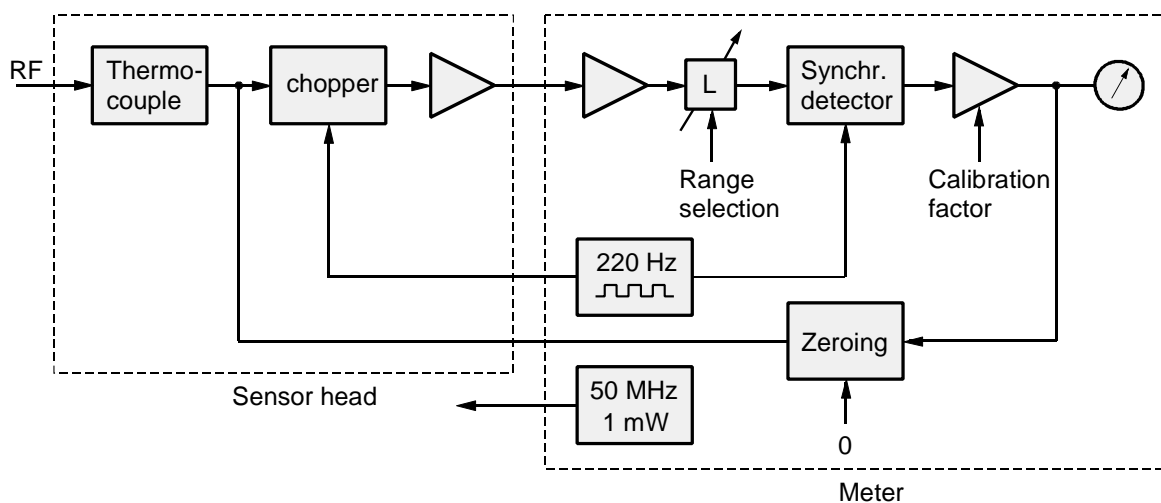 RF
Thermo-
couple
chopper
L
Synchr.
detector
Range
selection
Calibration
factor
220 Hz
Zeroing
50 MHz
1 mW
0
Sensor head
Meter